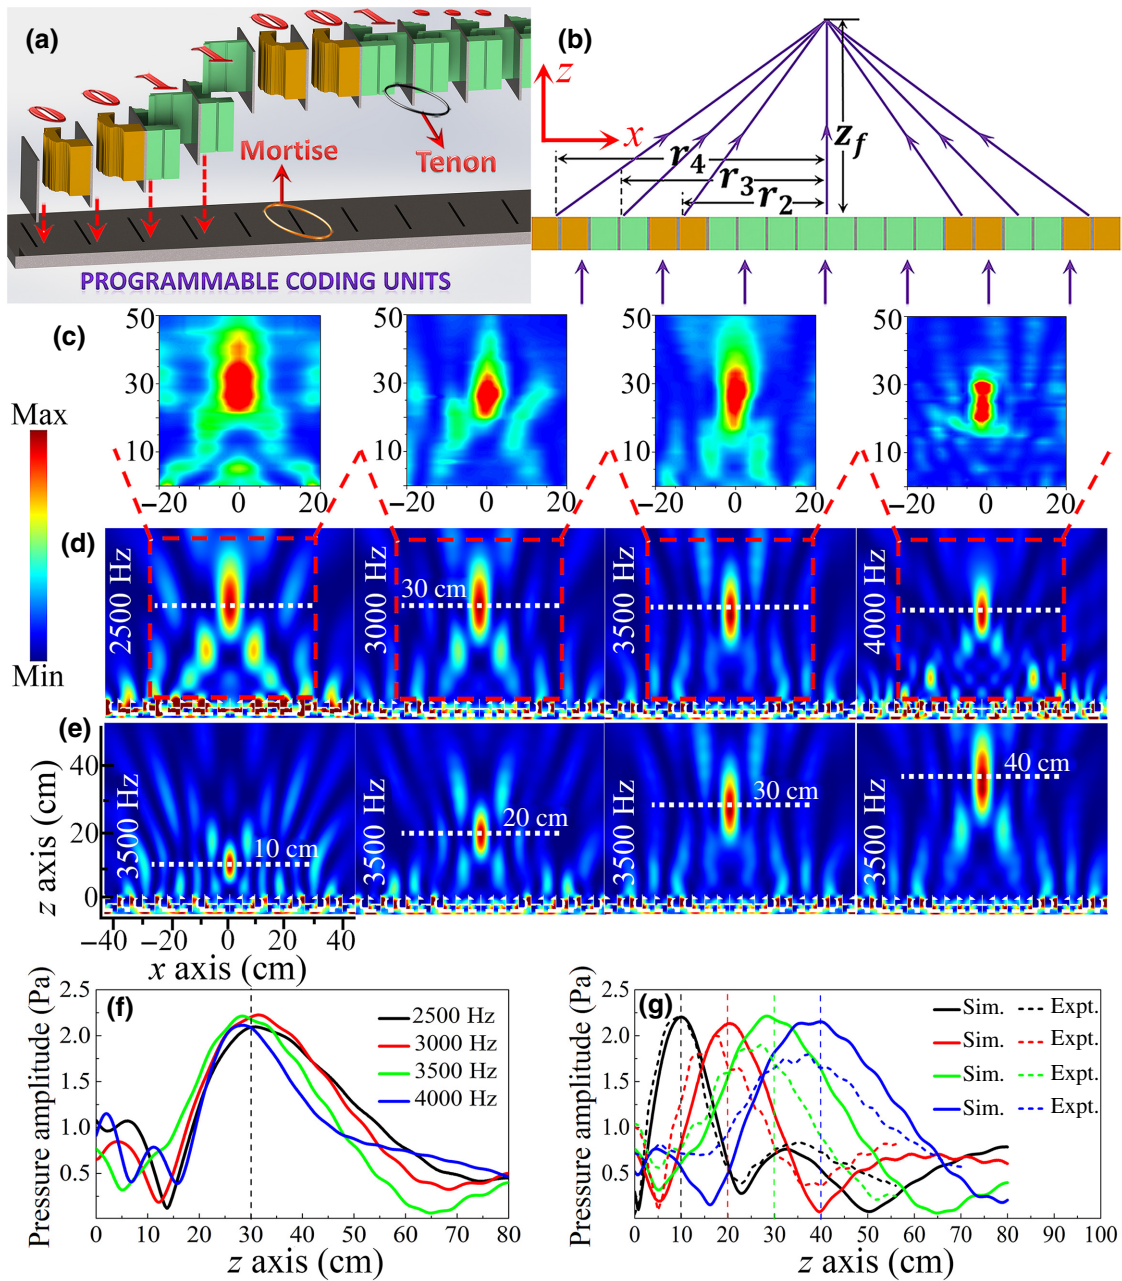 (a)
0 0 1 1 0 0 1 ...
Mortise
Tenon
PROGRAMMABLE CODING UNITS
(b)
z
x
r4
r3
r2
zf
(c)
Max
Min
50
30
10
−20 0 20
50
30
10
−20 0 20
50
30
10
−20 0 20
50
30
10
−20 0 20
(d)
2500 Hz
3000 Hz
30 cm
3500 Hz
4000 Hz
(e)
3500 Hz
10 cm
3500 Hz
20 cm
3500 Hz
30 cm
3500 Hz
40 cm
z axis (cm)
40
20
0
−40 −20 0 20 40
x axis (cm)
(f)
Pressure amplitude (Pa)
2.5
2.0
1.5
1.0
0.5
2500 Hz
3000 Hz
3500 Hz
4000 Hz
0 10 20 30 40 50 60 70 80
z axis (cm)
(g)
Pressure amplitude (Pa)
2.5
2.0
1.5
1.0
0.5
Sim. Expt.
Sim. Expt.
Sim. Expt.
Sim. Expt.
0 10 20 30 40 50 60 70 80 90 100
z axis (cm)